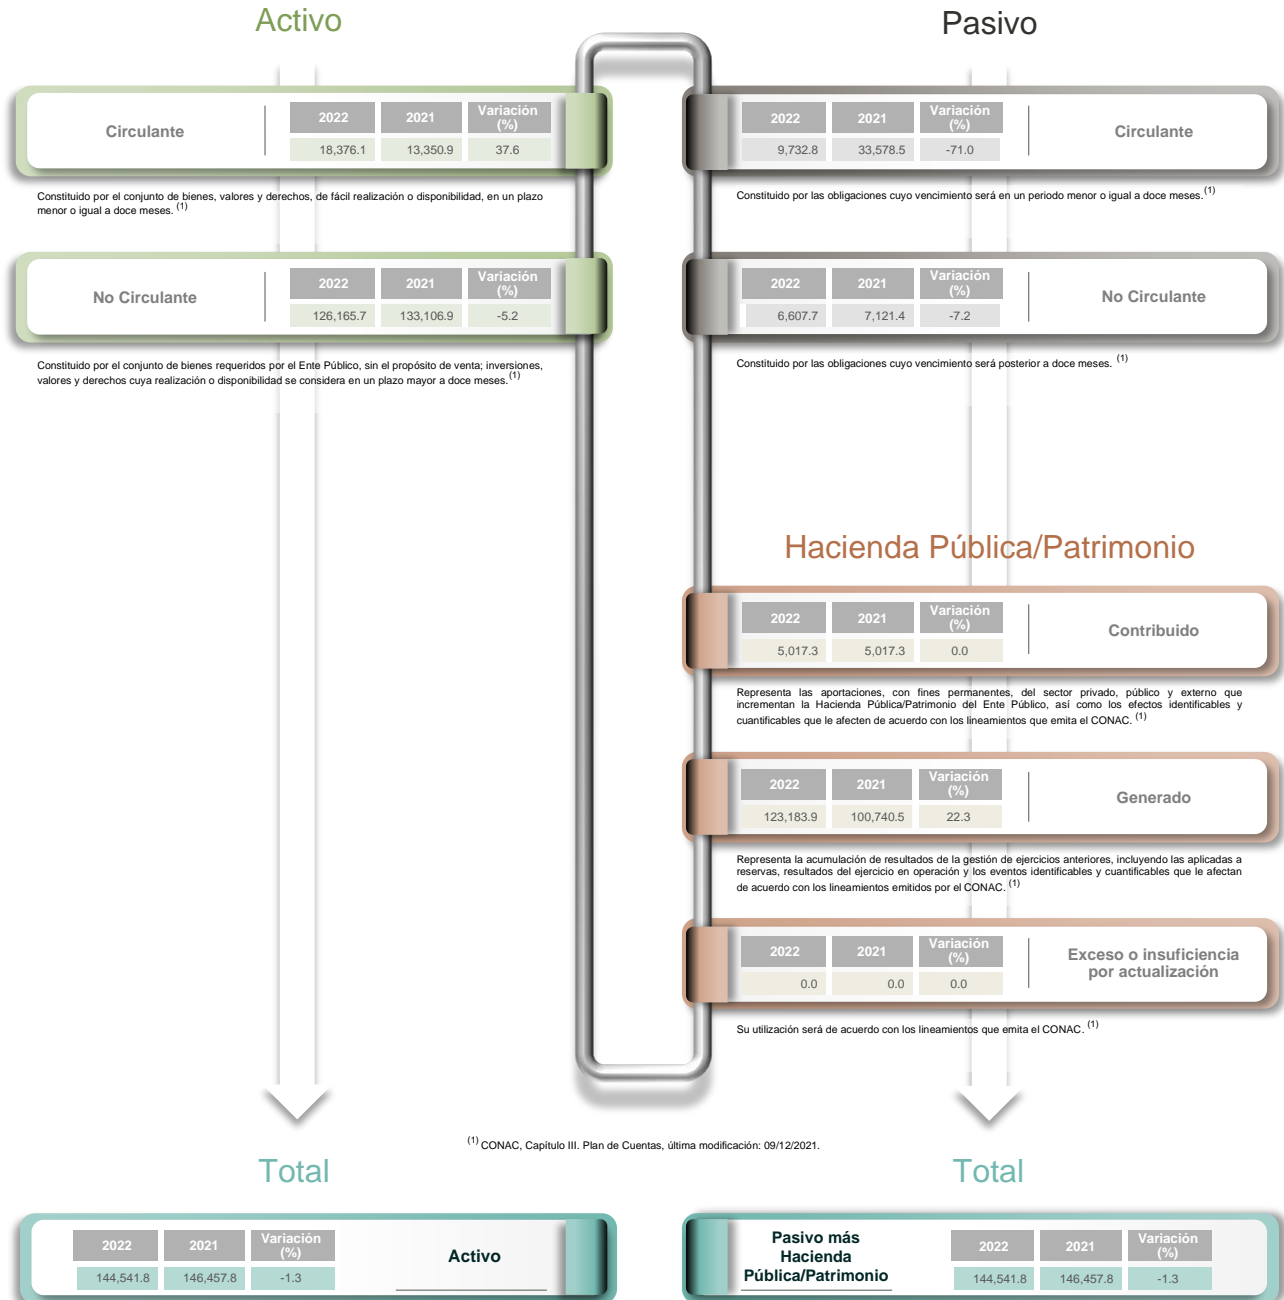 Activo
Circulante
2022 2021 Variación (%)
18,376.1 13,350.9 37.6
Constituido por el conjunto de bienes, valores y derechos, de fácil realización o disponibilidad, en un plazo
menor o igual a doce meses. (1)
No Circulante
2022 2021 Variación (%)
126,165.7 133,106.9 -5.2
Constituido por el conjunto de bienes requeridos por el Ente Público, sin el propósito de venta; inversiones,
valores y derechos cuya realización o disponibilidad se considera en un plazo mayor a doce meses. (1)
Pasivo
2022 2021 Variación (%)
9,732.8 33,578.5 -71.0
Circulante
Constituido por las obligaciones cuyo vencimiento será en un periodo menor o igual a doce meses. (1)
2022 2021 Variación (%)
6,607.7 7,121.4 -7.2
No Circulante
Constituido por las obligaciones cuyo vencimiento será posterior a doce meses. (1)
Hacienda Pública/Patrimonio
2022 2021 Variación (%)
5,017.3 5,017.3 0.0
Contribuido
Representa las aportaciones, con fines permanentes, del sector privado, público y externo que
incrementan la Hacienda Pública/Patrimonio del Ente Público, así como los efectos identificables y
cuantificables que le afecten de acuerdo con los lineamientos que emita el CONAC. (1)
2022 2021 Variación (%)
123,183.9 100,740.5 22.3
Generado
Representa la acumulación de resultados de la gestión de ejercicios anteriores, incluyendo las aplicadas a
reservas, resultados del ejercicio en operación y los eventos identificables y cuantificables que le afectan
de acuerdo con los lineamientos emitidos por el CONAC. (1)
2022 2021 Variación (%)
0.0 0.0 0.0
Exceso o insuficiencia
por actualización
Su utilización será de acuerdo con los lineamientos que emita el CONAC. (1)
(1) CONAC, Capítulo III. Plan de Cuentas, última modificación: 09/12/2021.
Total
2022 2021 Variación (%)
144,541.8 146,457.8 -1.3
Activo
Total
Pasivo más
Hacienda
Pública/Patrimonio
2022 2021 Variación (%)
144,541.8 146,457.8 -1.3